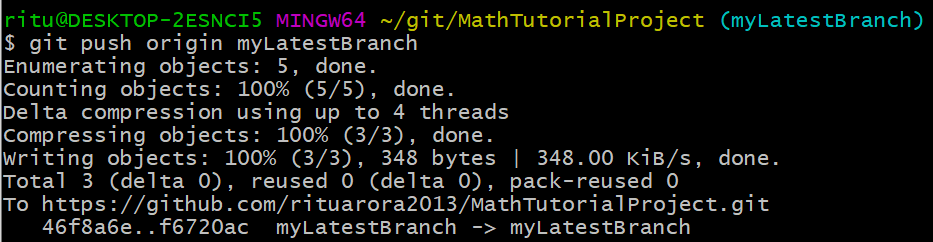 ritu@DESKTOP-2ESNCI5 MINGW64 ~/git/MathTutorialProject (myLatestBranch)
$ git push origin myLatestBranch
Enumerating objects: 5, done.
Counting objects: 100% (5/5), done.
Delta compression using up to 4 threads
Compressing objects: 100% (3/3), done.
Writing objects: 100% (3/3), 348 bytes | 348.00 KiB/s, done.
Total 3 (delta 0), reused 0 (delta 0), pack-reused 0
To https://github.com/rituarora2013/MathTutorialProject.git
   46f8a6e..f6720ac  myLatestBranch -> myLatestBranch